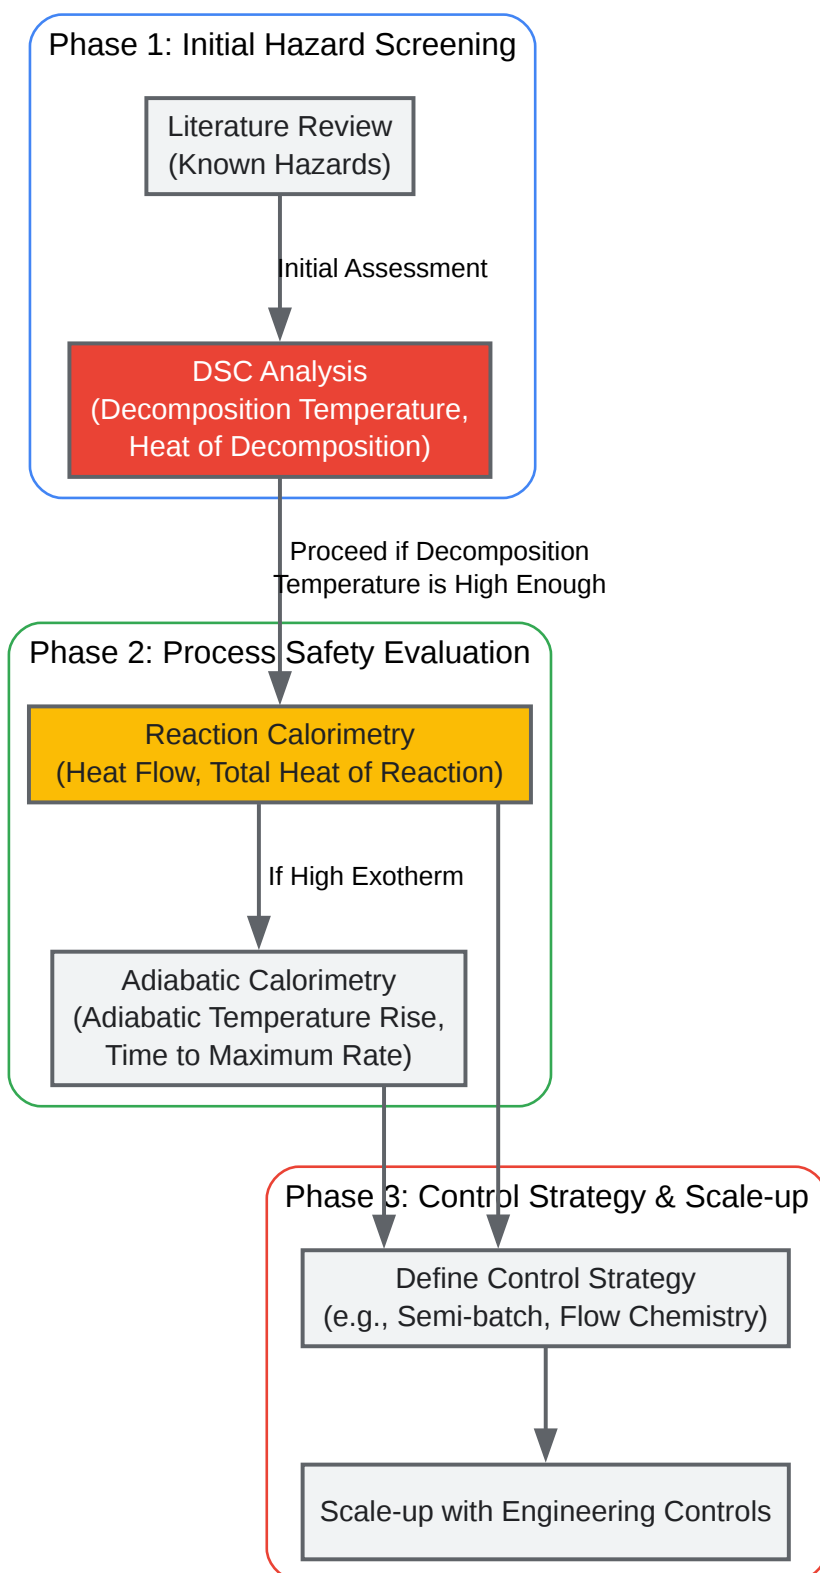 Phase 1: Initial Hazard Screening
Literature Review
(Known Hazards)
Initial Assessment
DSC Analysis
(Decomposition Temperature,
Heat of Decomposition)
Proceed if Decomposition
Temperature is High Enough
Phase 2: Process Safety Evaluation
Reaction Calorimetry
(Heat Flow, Total Heat of Reaction)
If High Exotherm
Adiabatic Calorimetry
(Adiabatic Temperature Rise,
Time to Maximum Rate)
Phase 3: Control Strategy & Scale-up
Define Control Strategy
(e.g., Semi-batch, Flow Chemistry)
Scale-up with Engineering Controls